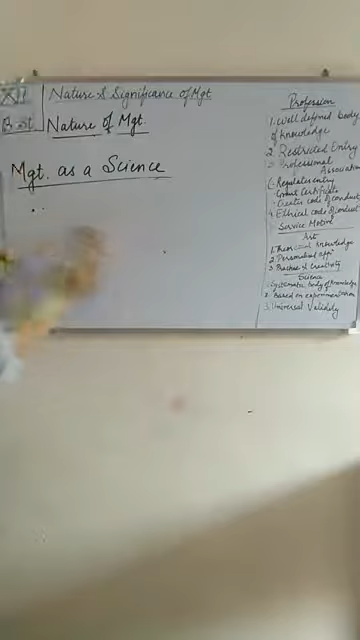 XII
B.st
Nature & Significance of Mgt
Nature of Mgt.
Mgt. as a Science
Profession
1. Well defined body
of knowledge
2. Restricted Entry
3. Professional
Association
Regulates entry
Grant Certificate
Creates code of conduct
4. Ethical code of conduct
Service Motive
Art
1. Theoretical knowledge
2. Personalised appli
3. Practice & creativity
Science
1. Systematic body of knowledge
2. Based on experimentation
3. Universal Validity